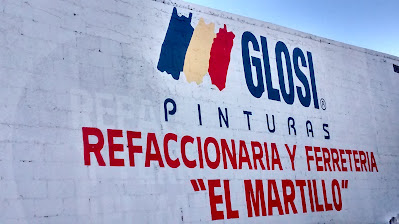 GLOSI®
PINTURAS
REFACCIONARIA Y FERRETERIA
"EL MARTILLO"